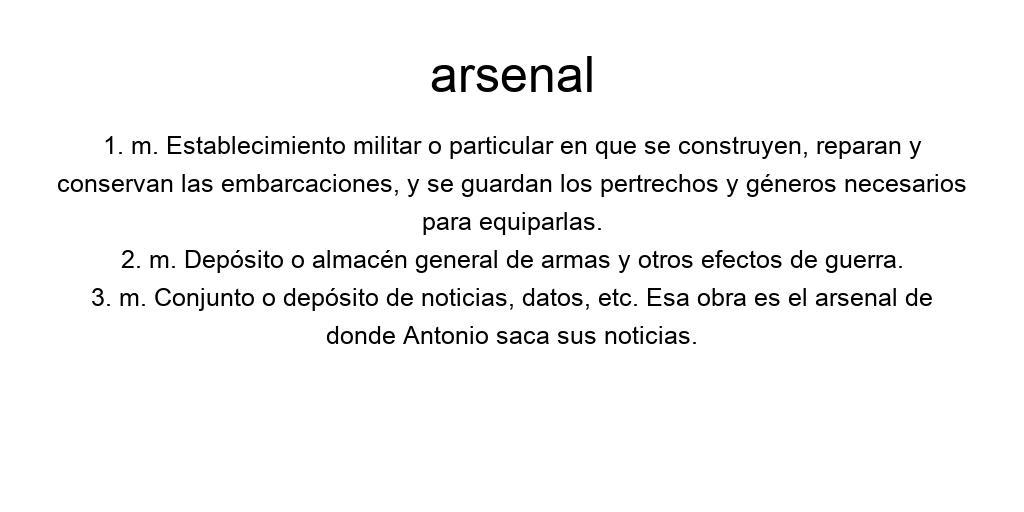 arsenal
1. m. Establecimiento militar o particular en que se construyen, reparan y
conservan las embarcaciones, y se guardan los pertrechos y géneros necesarios
para equiparlas.
2. m. Depósito o almacén general de armas y otros efectos de guerra.
3. m. Conjunto o depósito de noticias, datos, etc. Esa obra es el arsenal de
donde Antonio saca sus noticias.